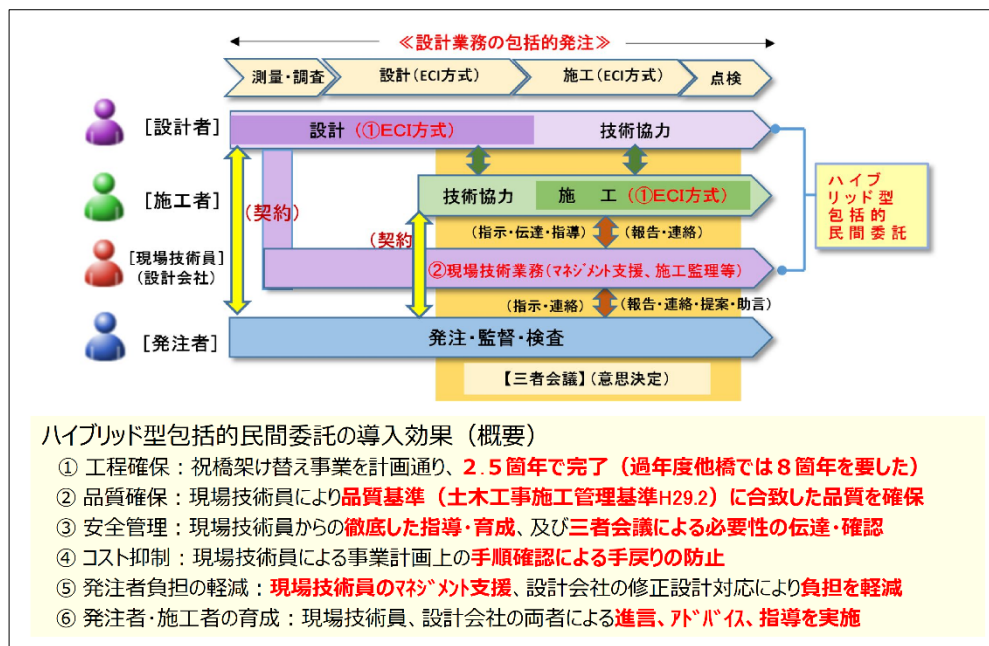 ≪設計業務の包括的発注≫
測量・調査
設計(ECI方式)
施工(ECI方式)
点検
[設計者]
設計(①ECI方式)
技術協力
[施工者]
技術協力
施 工(①ECI方式)
(契約)
(契約)
(指示・伝達・指導)
(報告・連絡)
[現場技術員]
(設計会社)
②現場技術業務(マネジメント支援、施工監理等)
(指示・連絡)
(報告・連絡・提案・助言)
[発注者]
発注・監督・検査
【三者会議】(意思決定)
ハイブ
リッド型
包括的
民間委託
ハイブリッド型包括的民間委託の導入効果（概要）
① 工程確保：祝橋架け替え事業を計画通り、２.５箇年で完了（過年度他橋では８箇年を要した）
② 品質確保：現場技術員により品質基準（土木工事施工管理基準H29.2）に合致した品質を確保
③ 安全管理：現場技術員からの徹底した指導・育成、及び三者会議による必要性の伝達・確認
④ コスト抑制：現場技術員による事業計画上の手順確認による手戻りの防止
⑤ 発注者負担の軽減：現場技術員のマネジメント支援、設計会社の修正設計対応により負担を軽減
⑥ 発注者・施工者の育成：現場技術員、設計会社の両者による進言、アドバイス、指導を実施